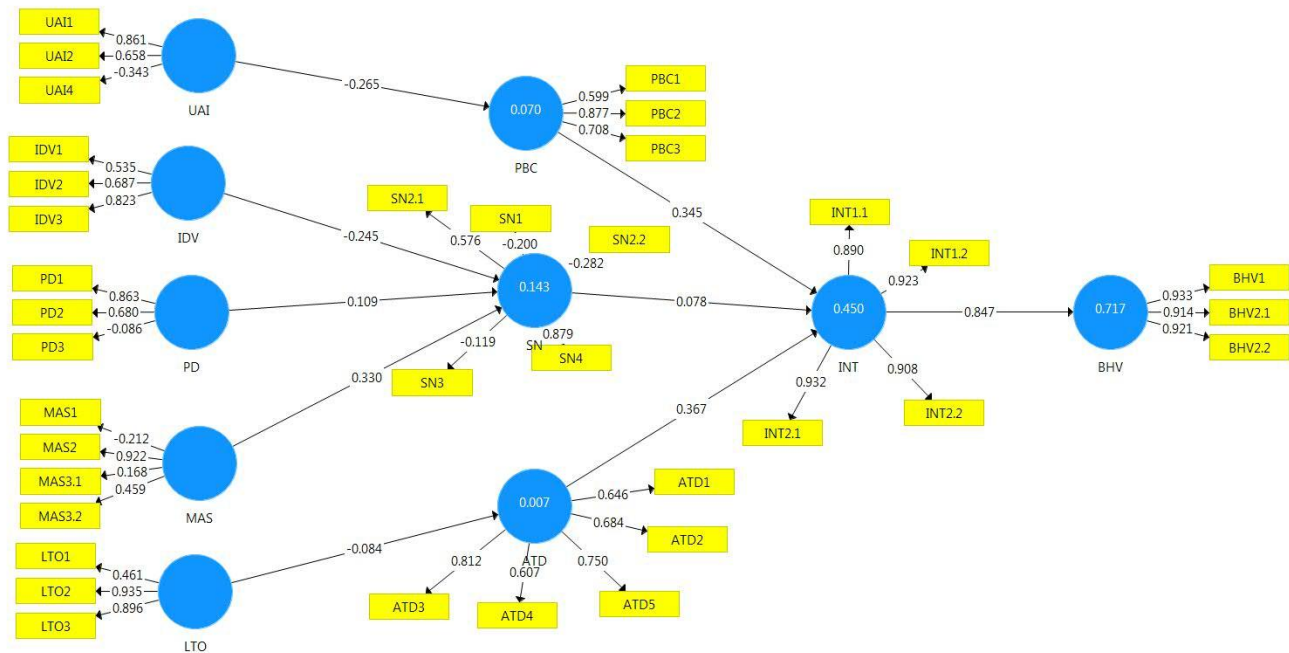 UAI1
UAI2
UAI4
0.861
0.658
-0.343
UAI
-0.265
0.070
PBC
0.599
0.877
0.708
PBC1
PBC2
PBC3
IDV1
IDV2
IDV3
0.535
0.687
0.823
IDV
-0.245
SN2.1
SN1
SN2.2
0.576
-0.200
-0.282
0.345
INT1.1
INT1.2
0.890
0.923
PD1
PD2
PD3
0.863
0.680
-0.086
PD
0.109
0.143
SN
0.879
-0.119
SN3
SN4
0.078
0.450
INT
0.932
0.908
INT2.1
INT2.2
0.847
0.717
BHV
0.933
0.914
0.921
BHV1
BHV2.1
BHV2.2
MAS1
MAS2
MAS3.1
MAS3.2
-0.212
0.922
0.168
0.459
MAS
0.330
0.367
LTO1
LTO2
LTO3
0.461
0.935
0.896
LTO
-0.084
0.007
ATD
0.646
0.684
0.750
0.607
0.812
ATD1
ATD2
ATD3
ATD4
ATD5